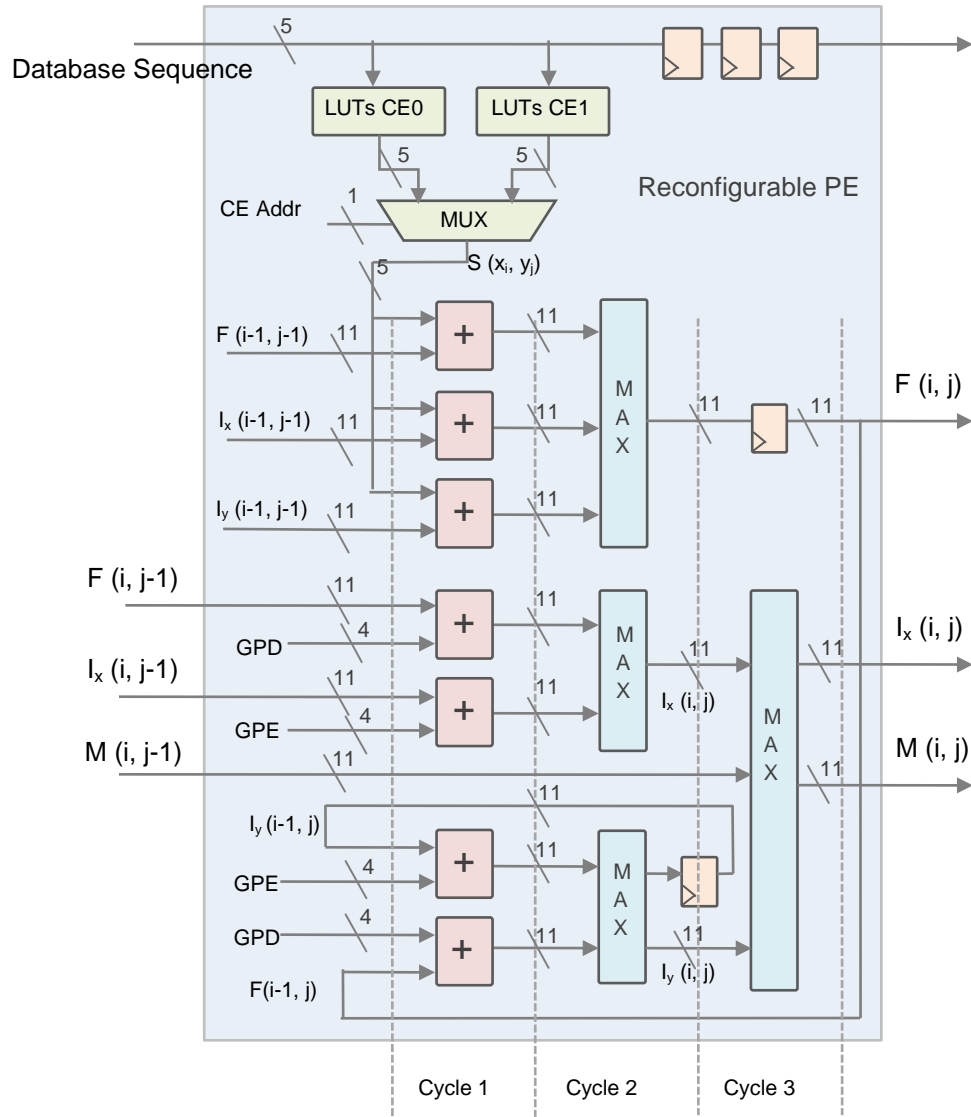 5
Database Sequence
LUTs CE0
LUTs CE1
5
5
Reconfigurable PE
CE Addr
1
MUX
S (xi, yj)
5
F (i-1, j-1)
11
+
11
M
A
X
F (i, j)
11
11
Ix (i-1, j-1)
11
+
11
Iy (i-1, j-1)
11
+
11
F (i, j-1)
11
+
11
GPD
4
M
A
X
11
Ix (i, j)
Ix (i, j)
11
Ix (i, j-1)
11
+
11
GPE
4
M
A
X
M (i, j-1)
11
M (i, j)
11
11
Iy (i-1, j)
+
11
GPE
4
M
A
X
GPD
4
+
11
11
Iy (i, j)
F(i-1, j)
Cycle 1
Cycle 2
Cycle 3